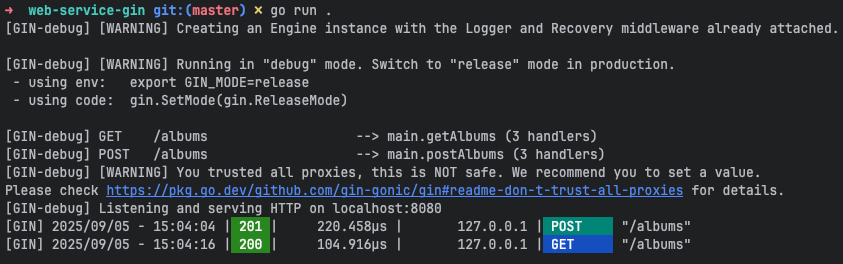 ➜  web-service-gin git:(master) ✗ go run .
[GIN-debug] [WARNING] Creating an Engine instance with the Logger and Recovery middleware already attached.

[GIN-debug] [WARNING] Running in "debug" mode. Switch to "release" mode in production.
 - using env:   export GIN_MODE=release
 - using code:  gin.SetMode(gin.ReleaseMode)

[GIN-debug] GET    /albums                   --> main.getAlbums (3 handlers)
[GIN-debug] POST   /albums                   --> main.postAlbums (3 handlers)
[GIN-debug] [WARNING] You trusted all proxies, this is NOT safe. We recommend you to set a value.
Please check https://pkg.go.dev/github.com/gin-gonic/gin#readme-don-t-trust-all-proxies for details.
[GIN-debug] Listening and serving HTTP on localhost:8080
[GIN] 2025/09/05 - 15:04:04 | 201 |     220.458µs |       127.0.0.1 | POST     "/albums"
[GIN] 2025/09/05 - 15:04:16 | 200 |     104.916µs |       127.0.0.1 | GET      "/albums"